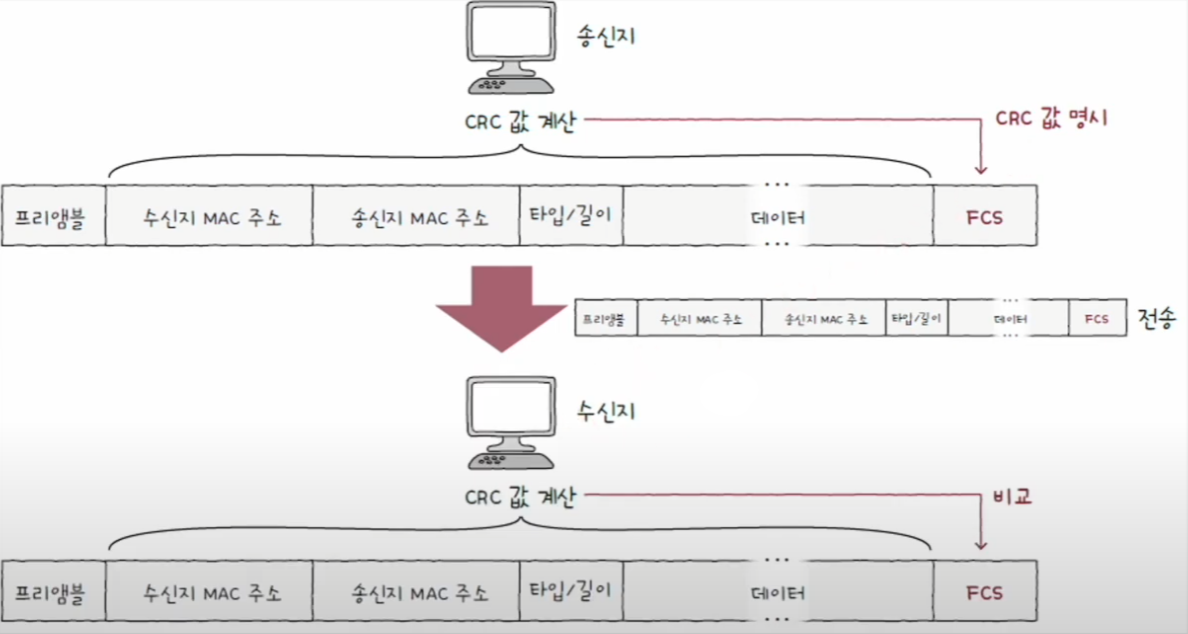 송신지
CRC 값 계산
CRC 값 명시
프리앰블
수신지 MAC 주소
송신지 MAC 주소
타입/길이
...
데이터
...
FCS
프리앰블
수신지 MAC 주소
송신지 MAC 주소
타입/길이
...
데이터
...
FCS
전송
수신지
CRC 값 계산
비교
프리앰블
수신지 MAC 주소
송신지 MAC 주소
타입/길이
...
데이터
...
FCS